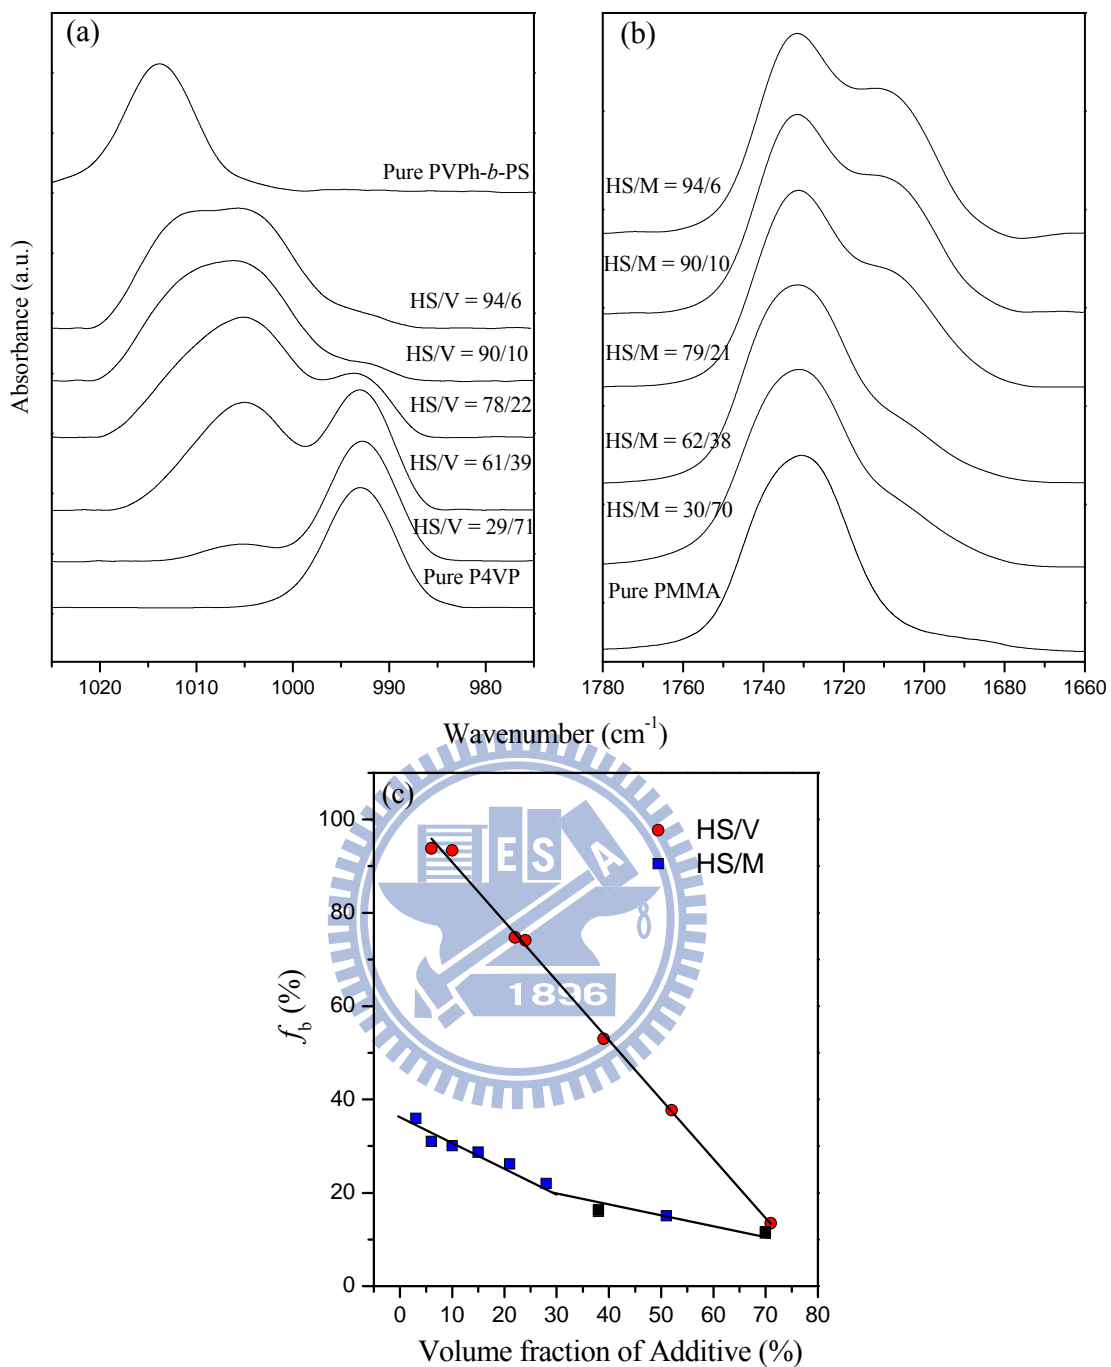 (a)
Pure PVPh-b-PS
HS/V = 94/6
HS/V = 90/10
HS/V = 78/22
HS/V = 61/39
HS/V = 29/71
Pure P4VP
1020 1010 1000 990 980
Absorbance (a.u.)
(b)
HS/M = 94/6
HS/M = 90/10
HS/M = 79/21
HS/M = 62/38
HS/M = 30/70
Pure PMMA
1780 1760 1740 1720 1700 1680 1660
Wavenumber (cm-1)
(c)
HS/V
HS/M
E S A
1896
100
80
60
40
20
0
fb (%)
0 10 20 30 40 50 60 70 80
Volume fraction of Additive (%)